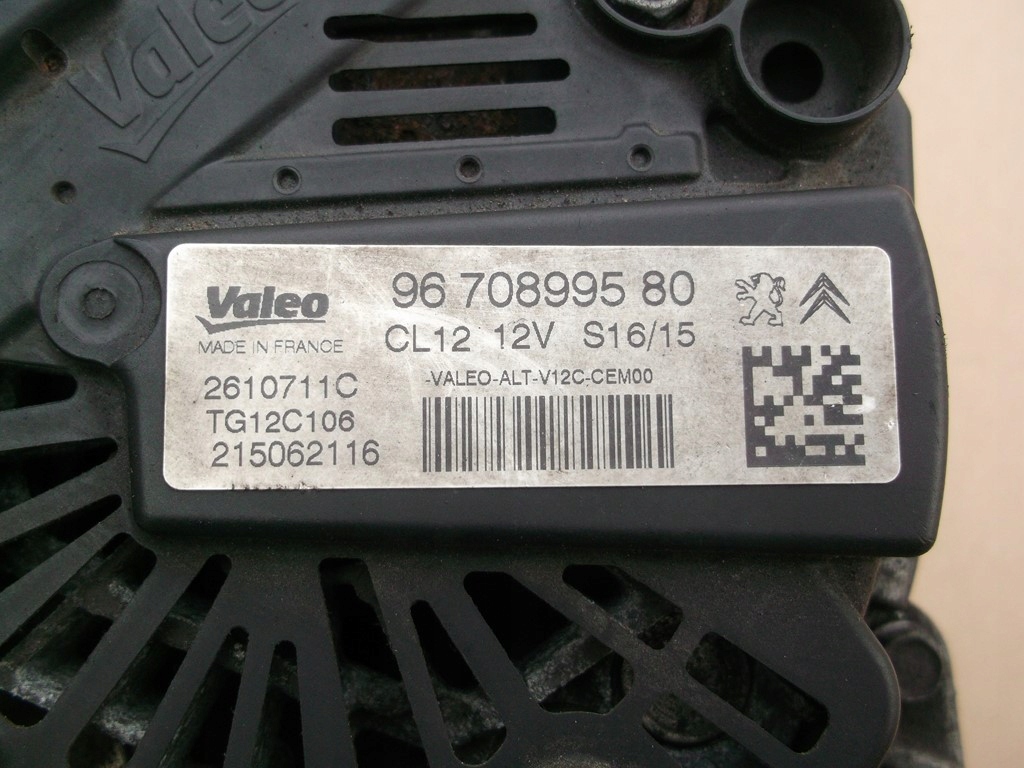 Valeo
Valeo
MADE IN FRANCE
96 708995 80
CL12 12V S16/15
-VALEO-ALT-V12C-CEM00
2610711C
TG12C106
215062116